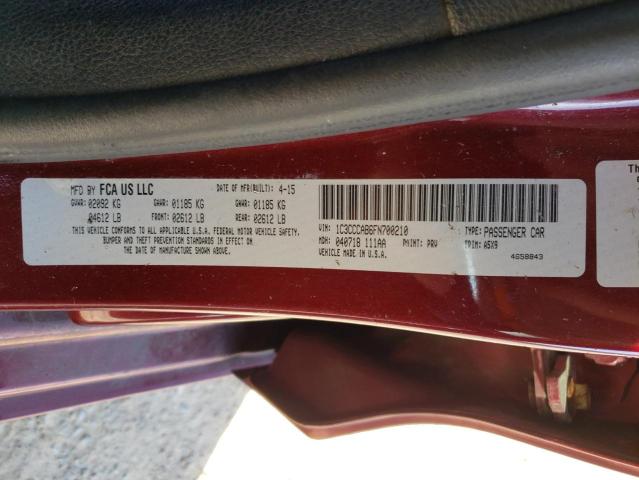 MFD BY FCA US LLC
DATE OF MFR(BUILT): 4-15
GVWR: 02092 KG GAWR: 01185 KG GAWR: 01185 KG
04612 LB FRONT: 02612 LB REAR: 02612 LB
THIS VEHICLE CONFORMS TO ALL APPLICABLE U.S.A. FEDERAL MOTOR VEHICLE SAFETY,
BUMPER AND THEFT PREVENTION STANDARDS IN EFFECT ON
THE DATE OF MANUFACTURE SHOWN ABOVE.
VIN: 1C3CCCAB6FN700210 TYPE: PASSENGER CAR
MDH: 040718 111AA PAINT: PRV TRIM: A5X9
VEHICLE MADE IN U.S.A. 4658843